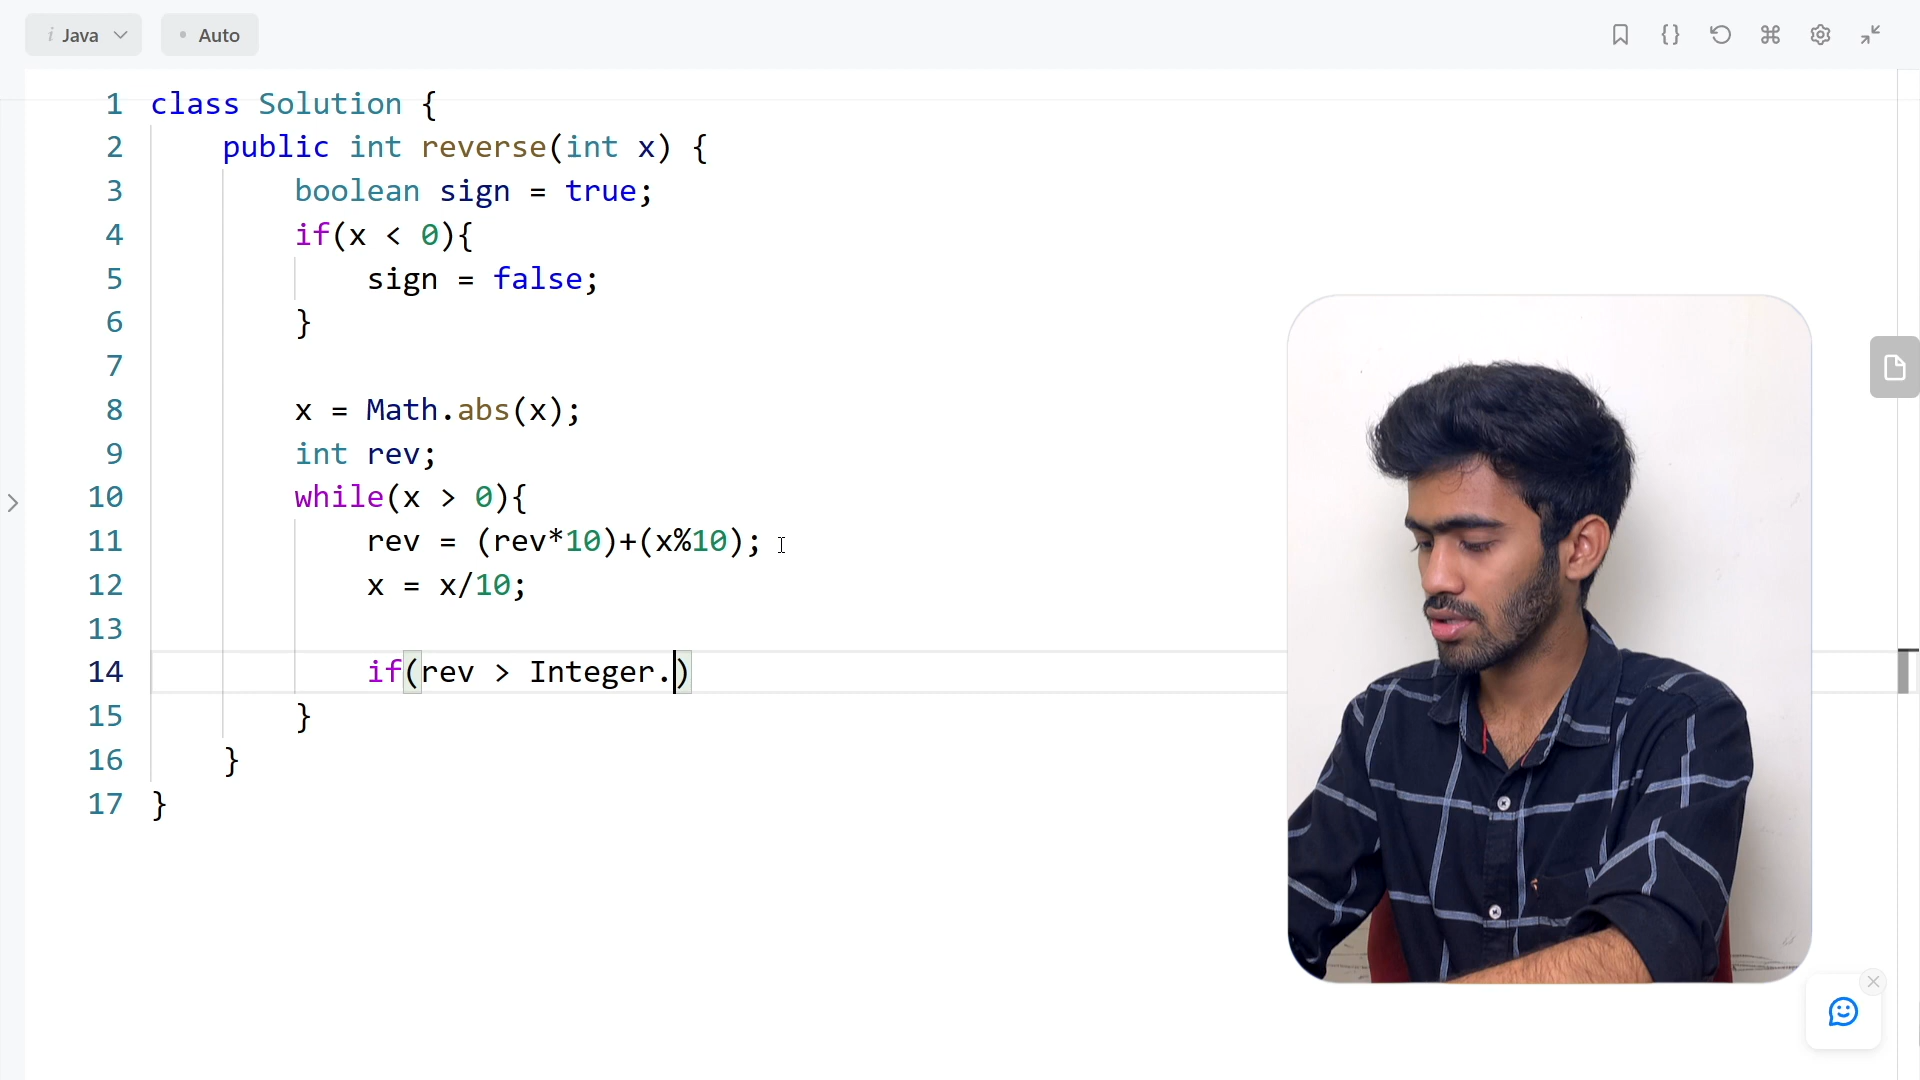 i Java
Auto
1 class Solution {
2 public int reverse(int x) {
3 boolean sign = true;
4 if(x < 0){
5 sign = false;
6 }
7
8 x = Math.abs(x);
9 int rev;
10 while(x > 0){
11 rev = (rev*10)+(x%10);
12 x = x/10;
13
14 if(rev > Integer.)
15 }
16 }
17 }